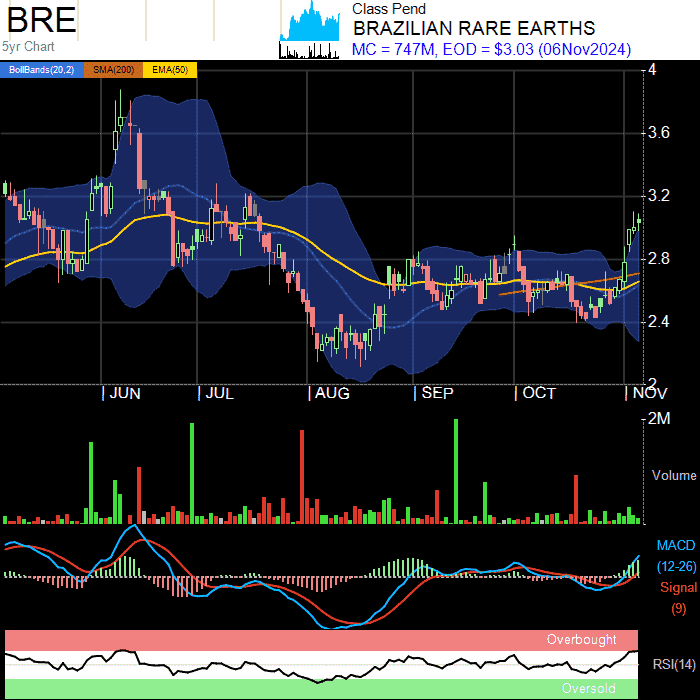 BRE
5yr Chart
Class Pend
BRAZILIAN RARE EARTHS
MC = 747M, EOD = $3.03 (06Nov2024)
BollBands(20,2) SMA(200) EMA(50)
4
3.6
3.2
2.8
2.4
2
JUN JUL AUG SEP OCT NOV
2M
Volume
MACD
(12-26)
Signal
(9)
Overbought
RSI(14)
Oversold